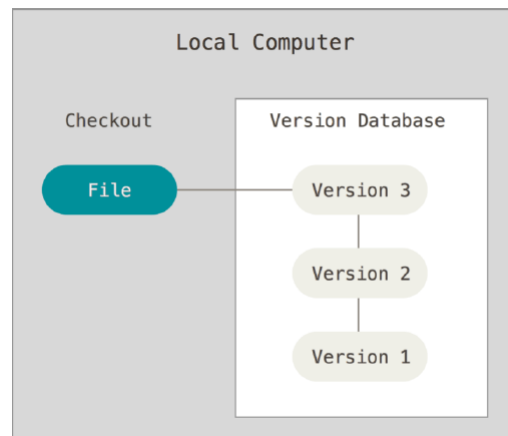 Local Computer
Checkout
Version Database
File
Version 3
Version 2
Version 1